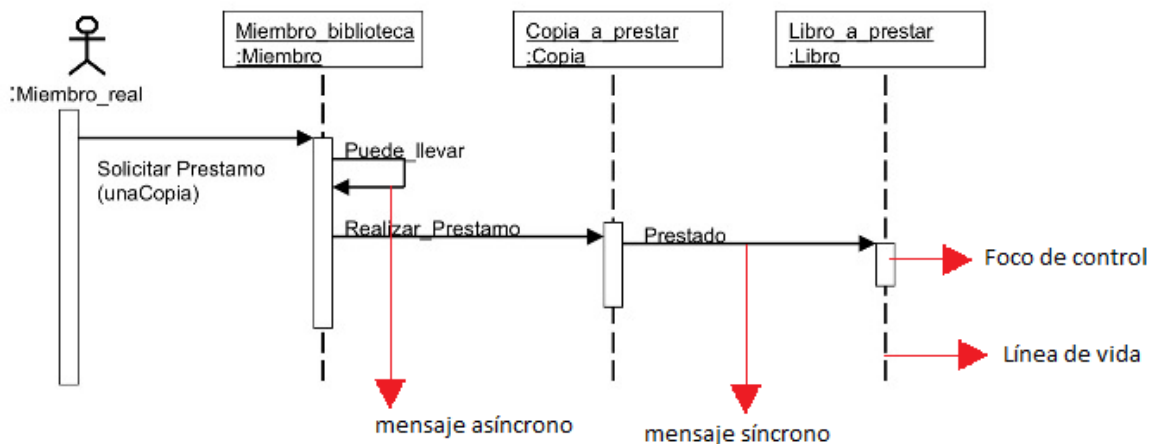 Miembro_biblioteca
:Miembro
Copia_a_prestar
:Copia
Libro_a_prestar
:Libro
:Miembro_real
Puede_llevar
Solicitar Prestamo
(unaCopia)
Realizar_Prestamo
Prestado
Foco de control
Línea de vida
mensaje asíncrono
mensaje síncrono